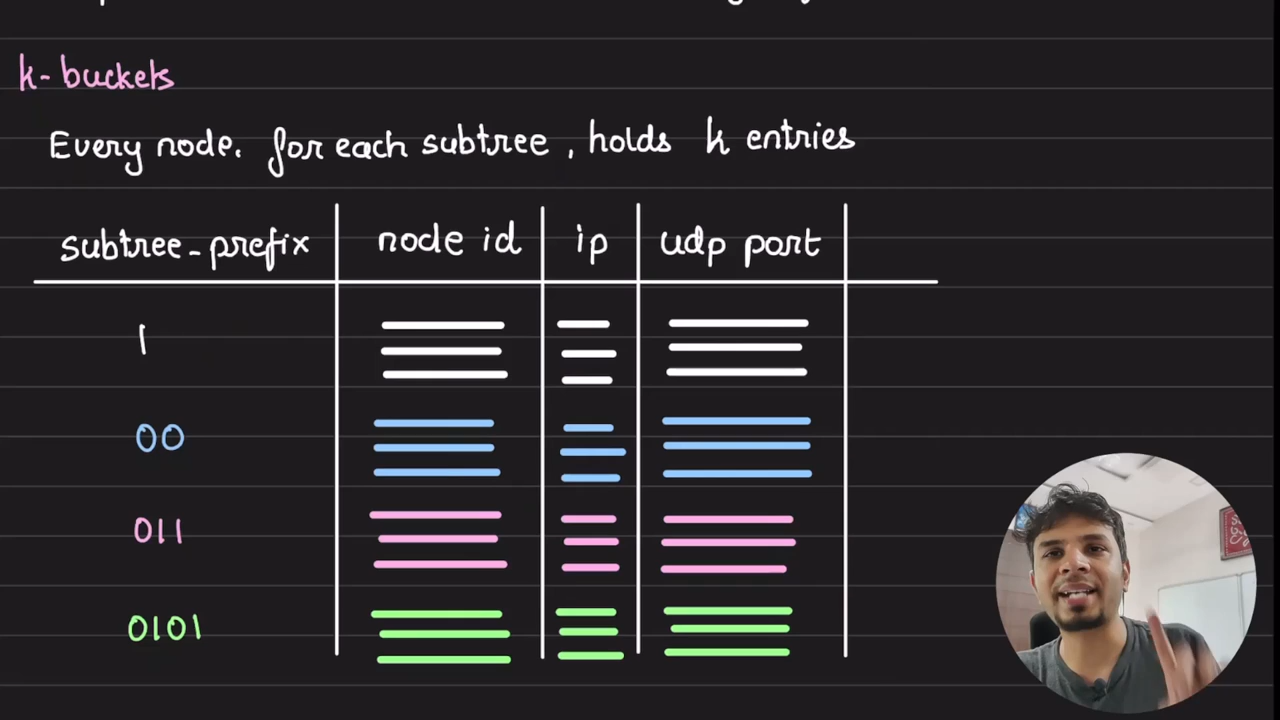 k-buckets
Every node. for each subtree, holds k entries
subtree-prefix node id ip udp port
1
00
011
0101